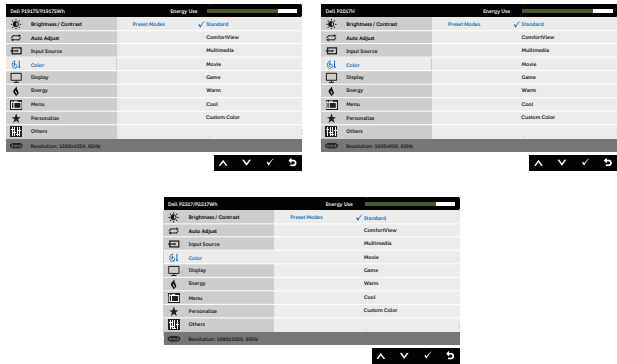 Dell P1917S/P1917SWh Energy Use
Brightness / Contrast Preset Modes ✓ Standard
Auto Adjust ComfortView
Input Source Multimedia
Color Movie
Display Game
Energy Warm
Menu Cool
Personalize Custom Color
Others
Resolution: 1280x1024, 60Hz
Dell P2017H Energy Use
Brightness / Contrast Preset Modes ✓ Standard
Auto Adjust ComfortView
Input Source Multimedia
Color Movie
Display Game
Energy Warm
Menu Cool
Personalize Custom Color
Others
Resolution: 1600x900, 60Hz
Dell P2217/P2217Wh Energy Use
Brightness / Contrast Preset Modes ✓ Standard
Auto Adjust ComfortView
Input Source Multimedia
Color Movie
Display Game
Energy Warm
Menu Cool
Personalize Custom Color
Others
Resolution: 1680x1050, 60Hz